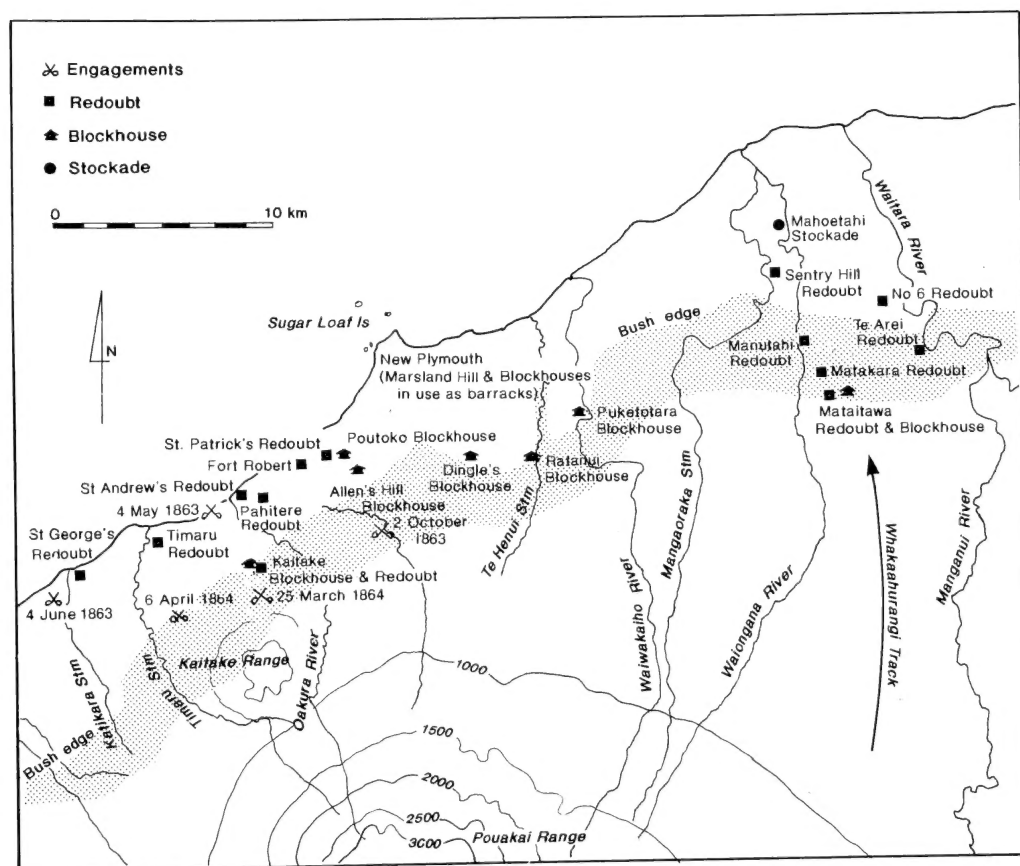 Engagements
Redoubt
Blockhouse
Stockade
0 10 km
N
Sugar Loaf Is
New Plymouth
(Marsland Hill & Blockhouses
in use as barracks)
Bush edge
Waitara River
Mahoetahi
Stockade
Sentry Hill
Redoubt
No 6 Redoubt
Te Arei
Redoubt
Manutahi
Redoubt
Matakara Redoubt
Mataitawa
Redoubt & Blockhouse
Puketotara
Blockhouse
St. Patrick's Redoubt
Poutoko Blockhouse
Fort Robert
Dingle's
Blockhouse
Ratanui
Blockhouse
St Andrew's Redoubt
Allen's Hill
Blockhouse
4 May 1863
Pahitere
Redoubt
2 October
1863
St George's
Redoubt
Timaru
Redoubt
Kaitake
Blockhouse & Redoubt
4 June 1863
6 April 1864
25 March 1864
Te Henui Stm
Waiwakaiho River
Mangaoraka Stm
Waiongana River
Whakaahurangi Track
Manganui River
Katikara Stm
Timaru Stm
Kaitake Range
Oakura River
Bush edge
1000
1500
2000
2500
3000
Pouakai Range